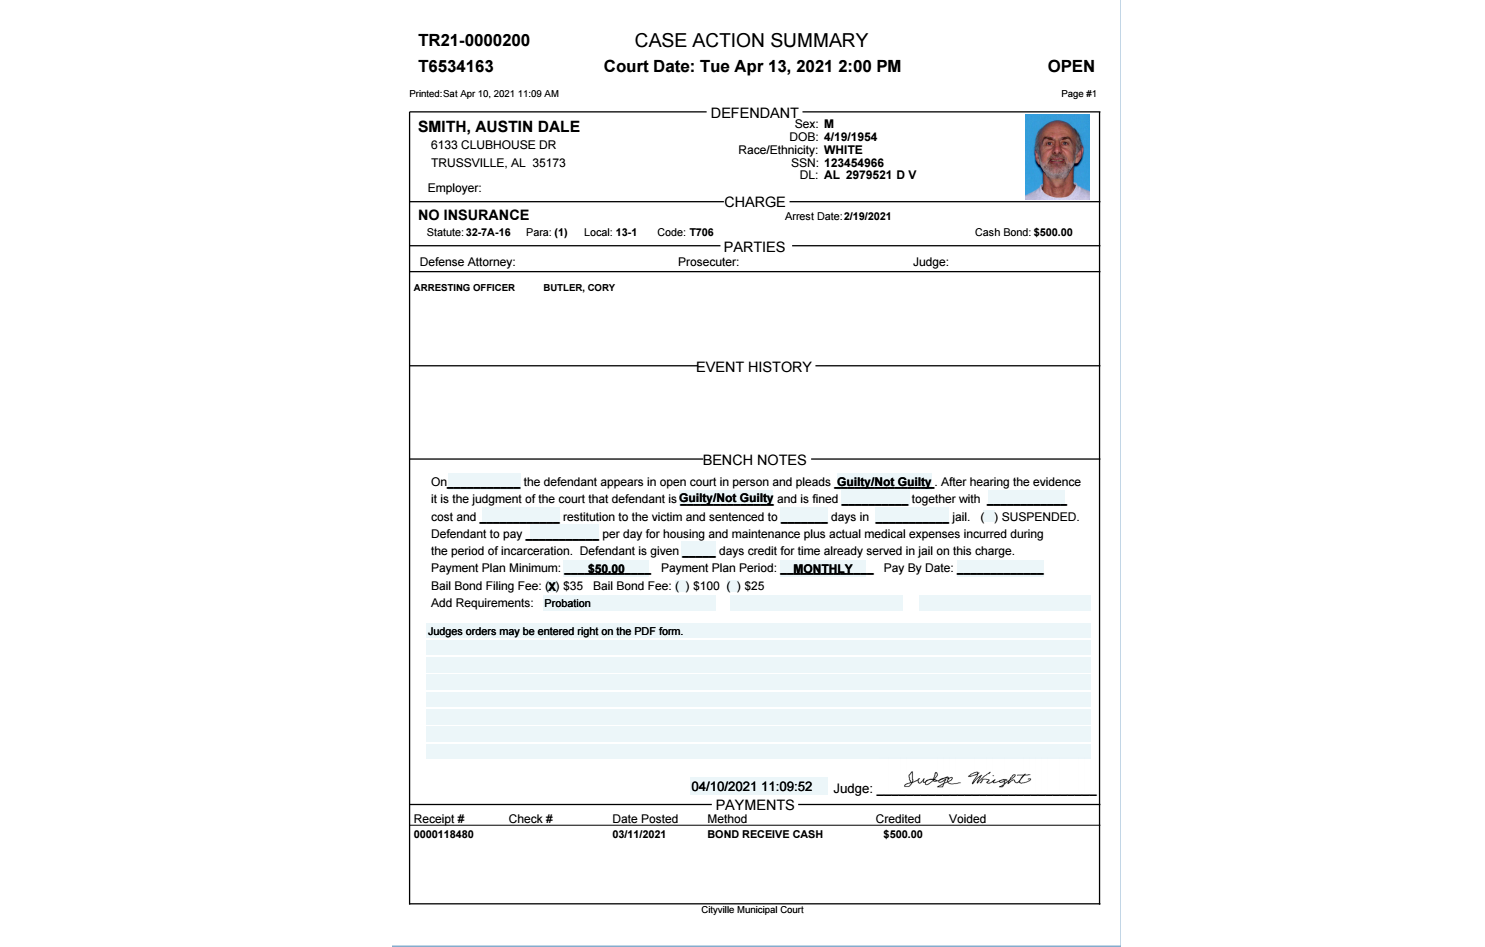 TR21-0000200 CASE ACTION SUMMARY
T6534163 Court Date: Tue Apr 13, 2021 2:00 PM OPEN
Printed:Sat Apr 10, 2021 11:09 AM Page #1
DEFENDANT
SMITH, AUSTIN DALE
6133 CLUBHOUSE DR
TRUSSVILLE, AL 35173
Employer:
Sex: M
DOB: 4/19/1954
Race/Ethnicity: WHITE
SSN: 123454966
DL: AL 2979521 D V
CHARGE
NO INSURANCE Arrest Date: 2/19/2021
Statute: 32-7A-16 Para: (1) Local: 13-1 Code: T706 Cash Bond: $500.00
PARTIES
Defense Attorney: Prosecuter: Judge:
ARRESTING OFFICER BUTLER, CORY
EVENT HISTORY
BENCH NOTES
On____________ the defendant appears in open court in person and pleads Guilty/Not Guilty . After hearing the evidence
it is the judgment of the court that defendant is Guilty/Not Guilty and is fined ___________ together with _____________
cost and _____________ restitution to the victim and sentenced to ________ days in ____________ jail. ( ) SUSPENDED.
Defendant to pay ____________ per day for housing and maintenance plus actual medical expenses incurred during
the period of incarceration. Defendant is given _____ days credit for time already served in jail on this charge.
Payment Plan Minimum: $50.00 Payment Plan Period: MONTHLY Pay By Date: ______________
Bail Bond Filing Fee: (X) $35 Bail Bond Fee: ( ) $100 ( ) $25
Add Requirements: Probation
Judges orders may be entered right on the PDF form.
04/10/2021 11:09:52 Judge: Judge Wright
PAYMENTS
Receipt # Check # Date Posted Method Credited Voided
0000118480 03/11/2021 BOND RECEIVE CASH $500.00
Cityville Municipal Court